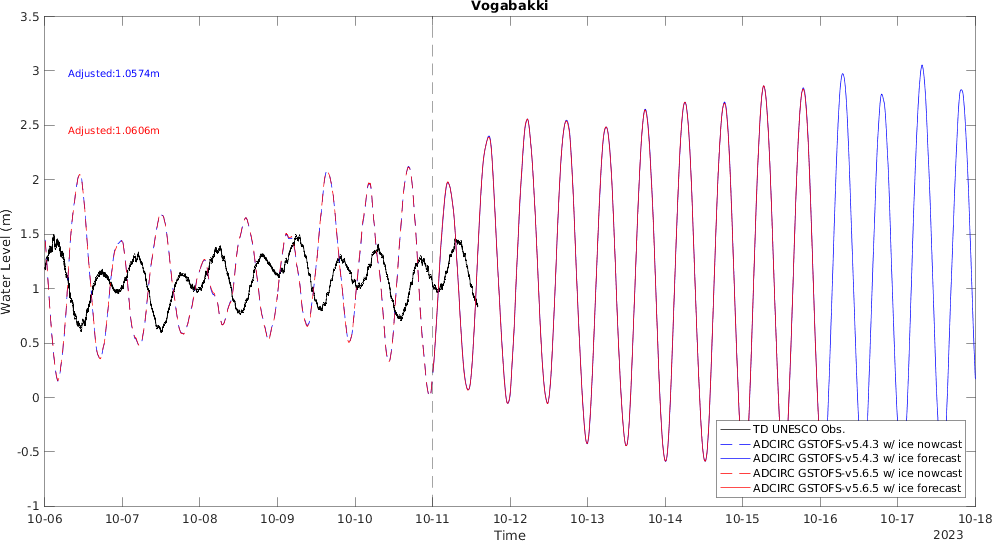 Vogabakki
3.5
3
2.5
2
1.5
1
0.5
0
-0.5
-1
Water Level (m)
Adjusted:1.0574m
Adjusted:1.0606m
TD UNESCO Obs.
ADCIRC GSTOFS-v5.4.3 w/ ice nowcast
ADCIRC GSTOFS-v5.4.3 w/ ice forecast
ADCIRC GSTOFS-v5.6.5 w/ ice nowcast
ADCIRC GSTOFS-v5.6.5 w/ ice forecast
10-06 10-07 10-08 10-09 10-10 10-11 10-12 10-13 10-14 10-15 10-16 10-17 10-18
Time
2023